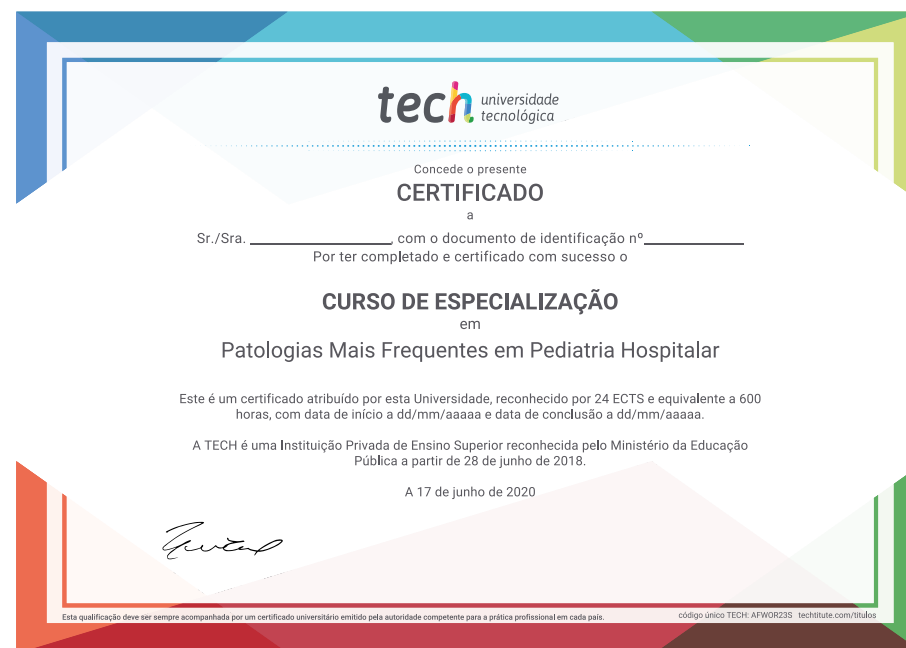 tech universidade
tecnológica
Concede o presente
CERTIFICADO
a
Sr./Sra. ____________________, com o documento de identificação nº______________
Por ter completado e certificado com sucesso o
CURSO DE ESPECIALIZAÇÃO
em
Patologias Mais Frequentes em Pediatria Hospitalar
Este é um certificado atribuído por esta Universidade, reconhecido por 24 ECTS e equivalente a 600
horas, com data de início a dd/mm/aaaaa e data de conclusão a dd/mm/aaaaa.
A TECH é uma Instituição Privada de Ensino Superior reconhecida pelo Ministério da Educação
Pública a partir de 28 de junho de 2018.
A 17 de junho de 2020
Esta qualificação deve ser sempre acompanhada por um certificado universitário emitido pela autoridade competente para a prática profissional em cada país.
código único TECH: AFWOR23S techtitute.com/titulos